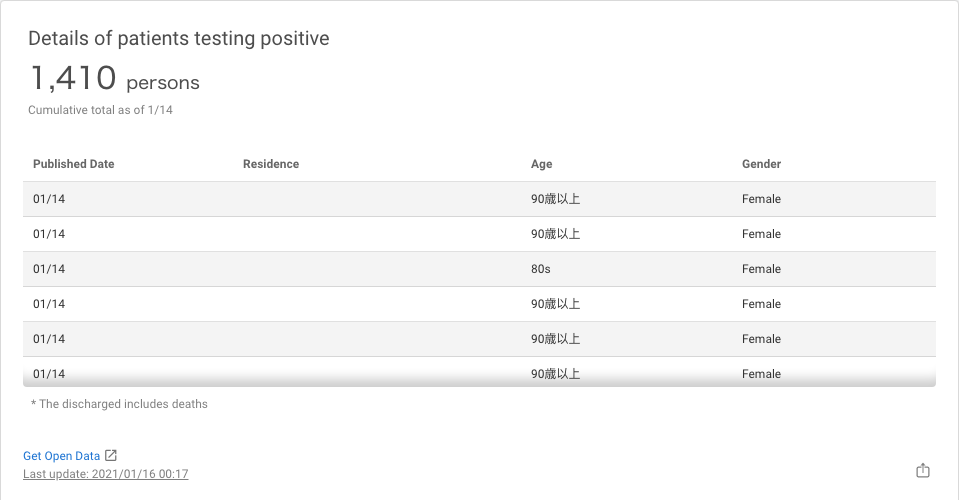 Details of patients testing positive
1,410 persons
Cumulative total as of 1/14
Published Date Residence Age Gender
01/14 90歳以上 Female
01/14 90歳以上 Female
01/14 80s Female
01/14 90歳以上 Female
01/14 90歳以上 Female
01/14 90歳以上 Female
* The discharged includes deaths
Get Open Data
Last update: 2021/01/16 00:17